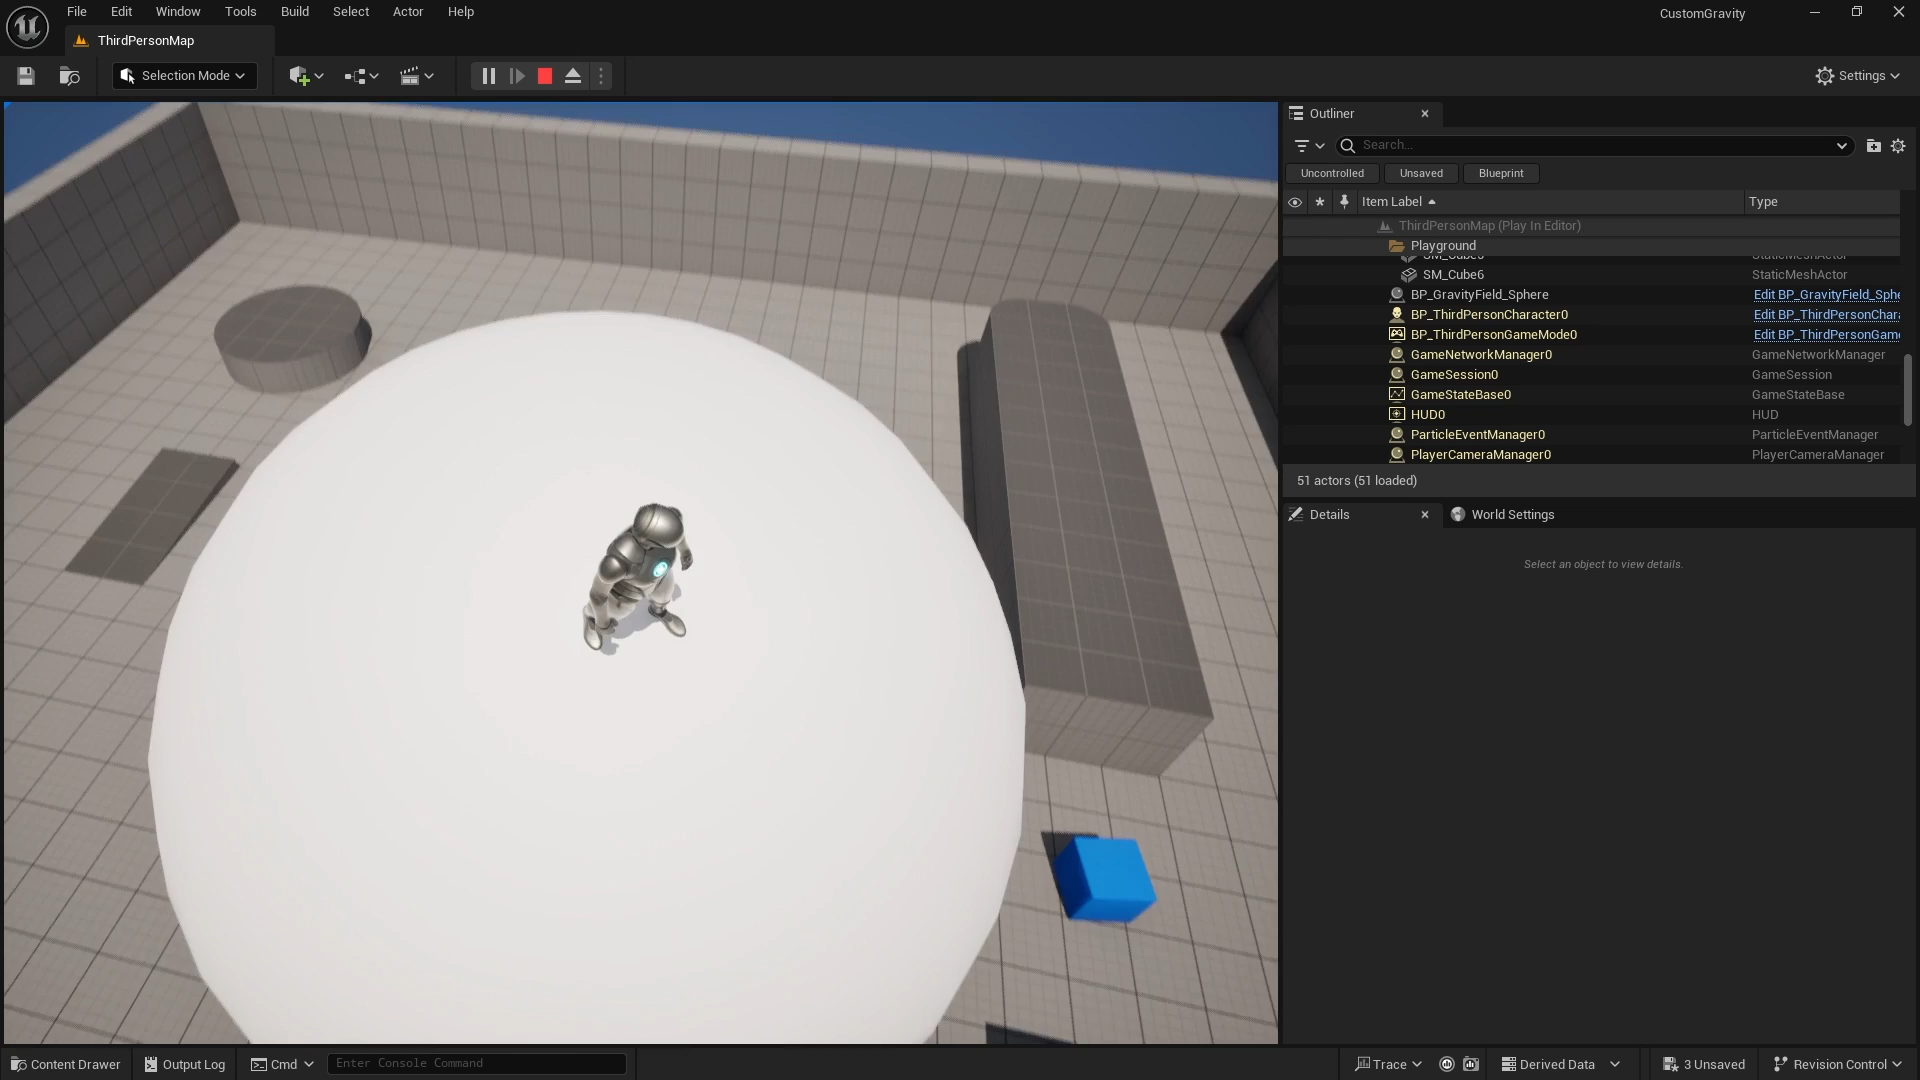 File Edit Window Tools Build Select Actor Help
CustomGravity
ThirdPersonMap
Selection Mode
Settings
Outliner
Search...
Uncontrolled Unsaved Blueprint
Item Label Type
ThirdPersonMap (Play In Editor)
Playground
SM_Cube6 StaticMeshActor
BP_GravityField_Sphere Edit BP_GravityField_Sphe
BP_ThirdPersonCharacter0 Edit BP_ThirdPersonChar
BP_ThirdPersonGameMode0 Edit BP_ThirdPersonGame
GameNetworkManager0 GameNetworkManager
GameSession0 GameSession
GameStateBase0 GameStateBase
HUD0 HUD
ParticleEventManager0 ParticleEventManager
PlayerCameraManager0 PlayerCameraManager
51 actors (51 loaded)
Details World Settings
Select an object to view details.
Content Drawer Output Log Cmd Enter Console Command Trace Derived Data 3 Unsaved Revision Control